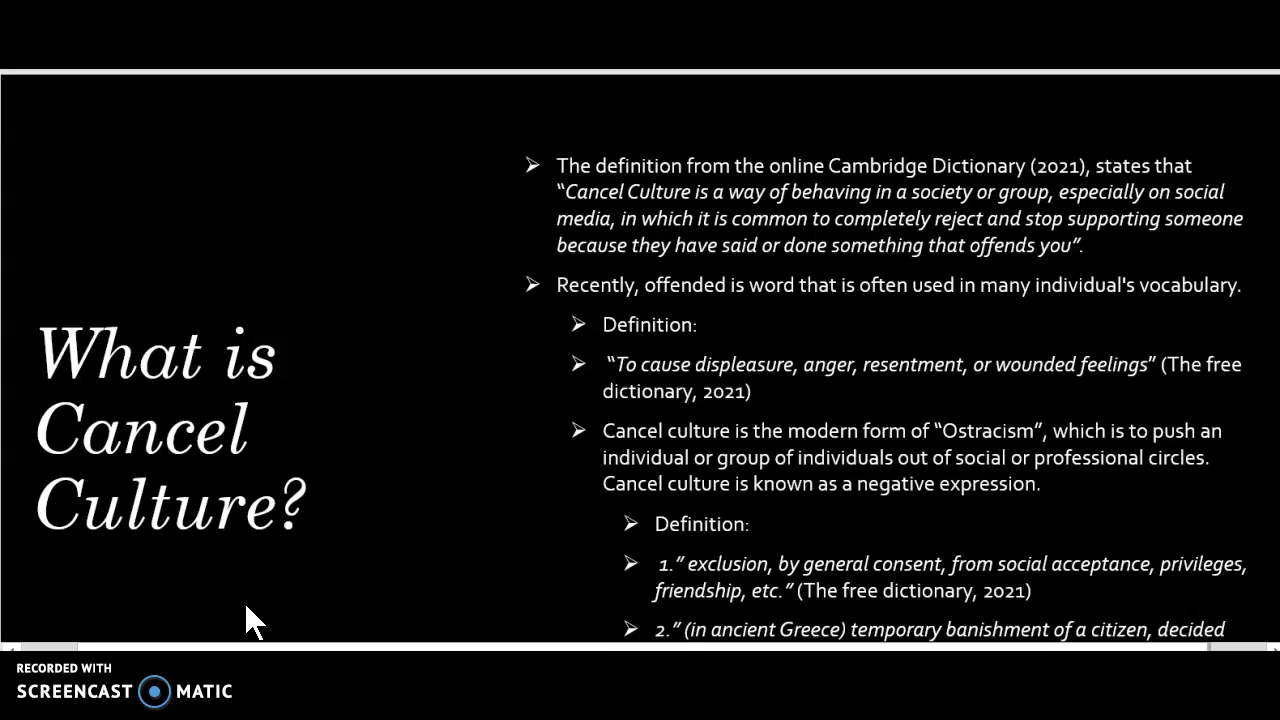 What is
Cancel
Culture?
➢ The definition from the online Cambridge Dictionary (2021), states that
“Cancel Culture is a way of behaving in a society or group, especially on social
media, in which it is common to completely reject and stop supporting someone
because they have said or done something that offends you”.
➢ Recently, offended is word that is often used in many individual's vocabulary.
➢ Definition:
➢ “To cause displeasure, anger, resentment, or wounded feelings” (The free
dictionary, 2021)
➢ Cancel culture is the modern form of “Ostracism”, which is to push an
individual or group of individuals out of social or professional circles.
Cancel culture is known as a negative expression.
➢ Definition:
➢ 1.” exclusion, by general consent, from social acceptance, privileges,
friendship, etc.” (The free dictionary, 2021)
➢ 2.” (in ancient Greece) temporary banishment of a citizen, decided
RECORDED WITH
SCREENCAST MATIC